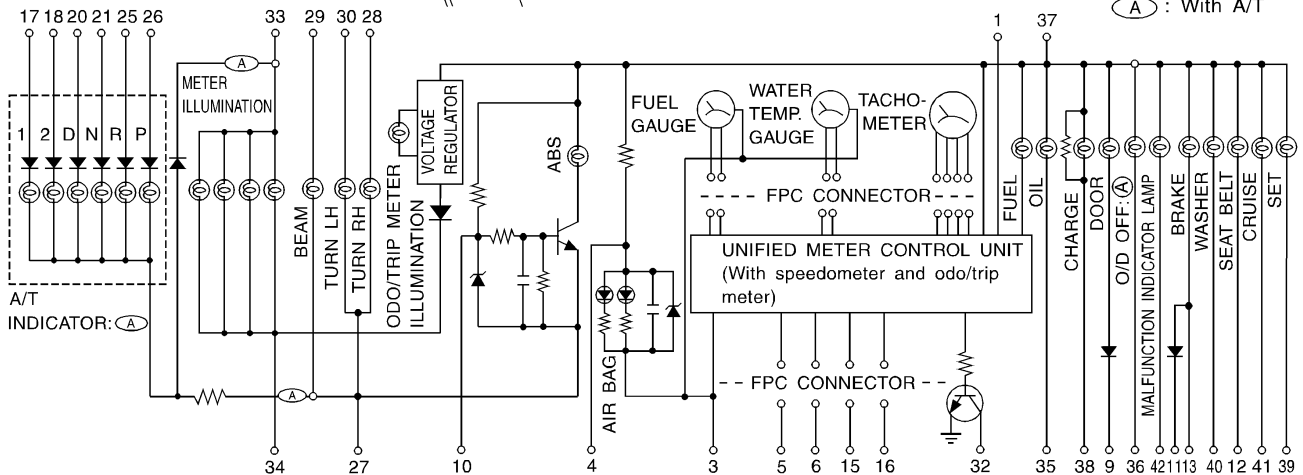 Ⓐ : With A/T
17 18 20 21 25 26 33 29 30 28 1 37
A
METER
ILLUMINATION
1 2 D N R P
A/T
INDICATOR: Ⓐ
BEAM
TURN LH
TURN RH
ODO/TRIP METER
ILLUMINATION
VOLTAGE
REGULATOR
ABS
AIR BAG
FUEL
GAUGE
WATER
TEMP.
GAUGE
TACHO-
METER
FPC CONNECTOR
UNIFIED METER CONTROL UNIT
(With speedometer and odo/trip
meter)
FPC CONNECTOR
FUEL
OIL
CHARGE
DOOR
O/D OFF: Ⓐ
MALFUNCTION INDICATOR LAMP
BRAKE
WASHER
SEAT BELT
CRUISE
SET
A
34 27 10 4 3 5 6 15 16 32 35 38 9 36 42 11 13 40 12 41 39